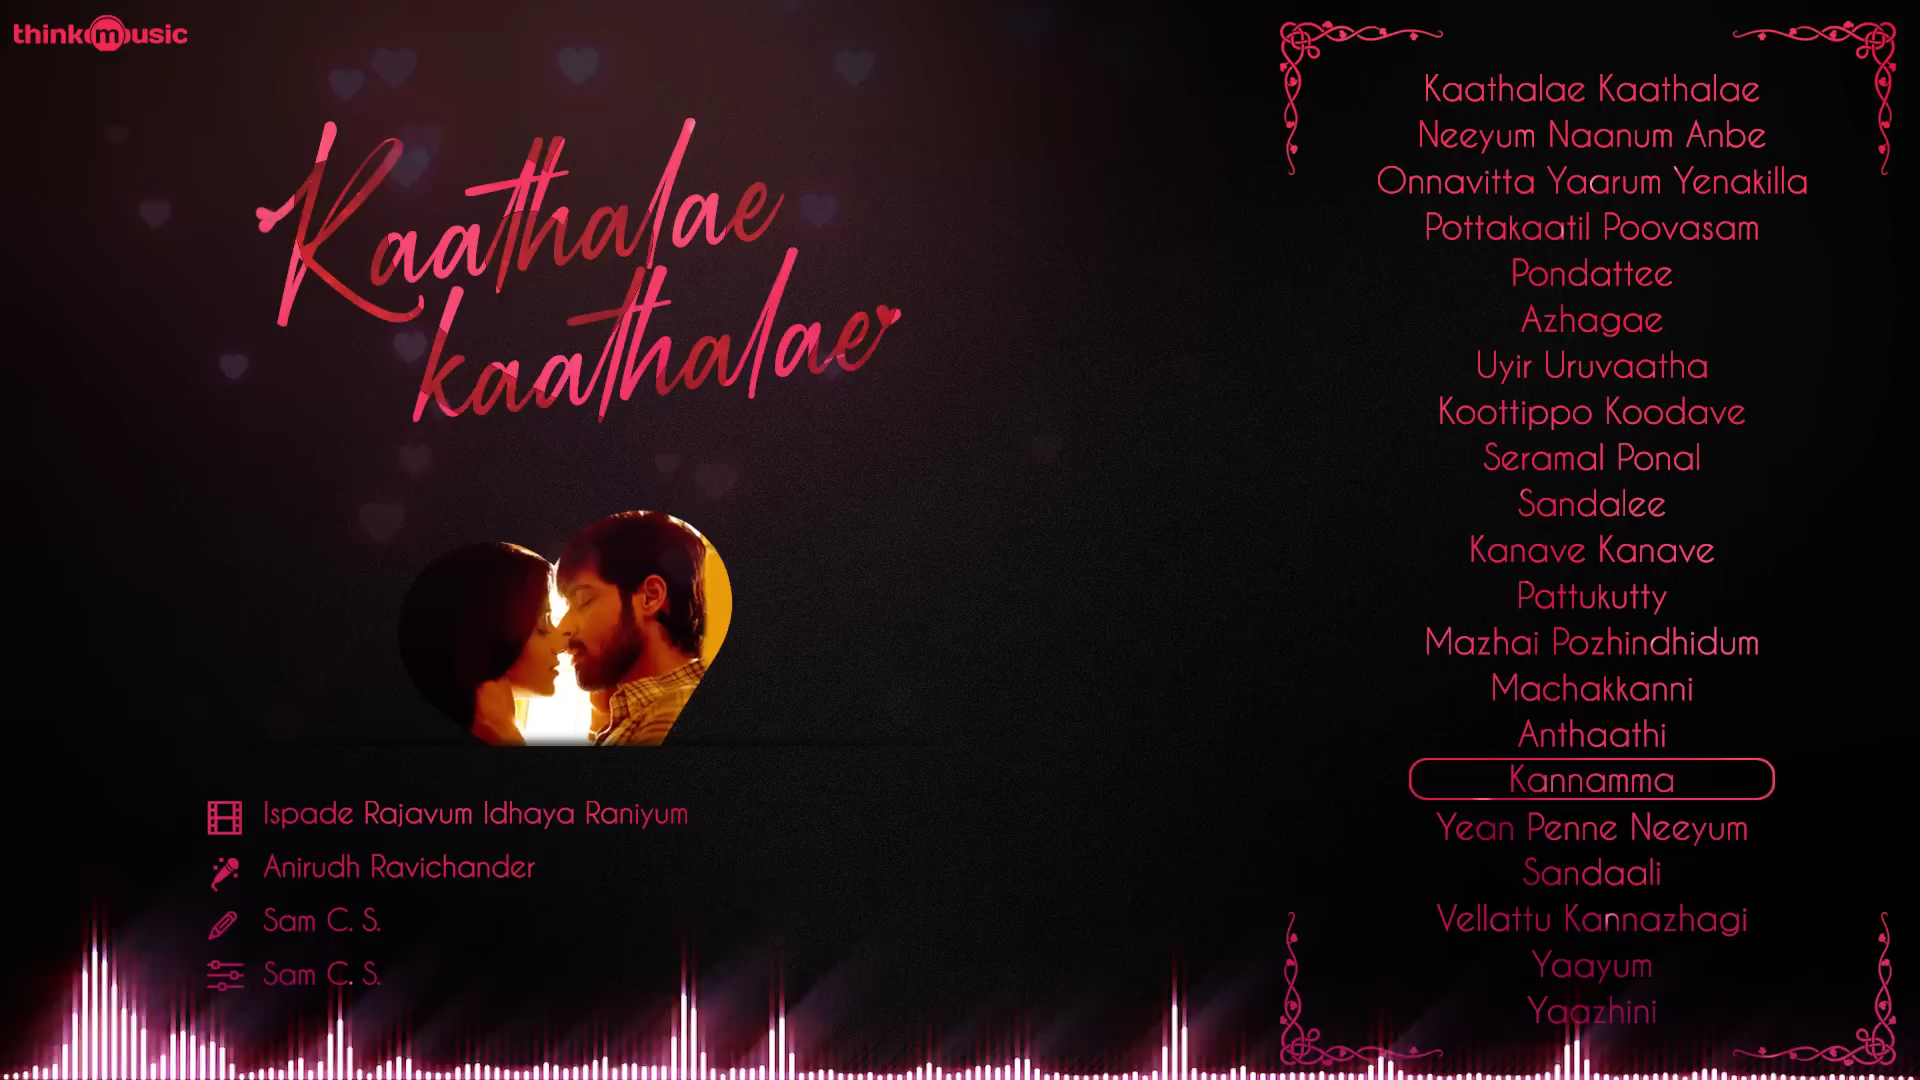 thinkmusic
Kaathalae
kaathalae
Ispade Rajavum Idhaya Raniyum
Anirudh Ravichander
Sam C. S.
Sam C. S.
Kaathalae Kaathalae
Neeyum Naanum Anbe
Onnavitta Yaarum Yenakilla
Pottakaatil Poovasam
Pondattee
Azhagae
Uyir Uruvaatha
Koottippo Koodave
Seramal Ponal
Sandalee
Kanave Kanave
Pattukutty
Mazhai Pozhindhidum
Machakkanni
Anthaathi
Kannamma
Yean Penne Neeyum
Sandaali
Vellattu Kannazhagi
Yaayum
Yaazhini